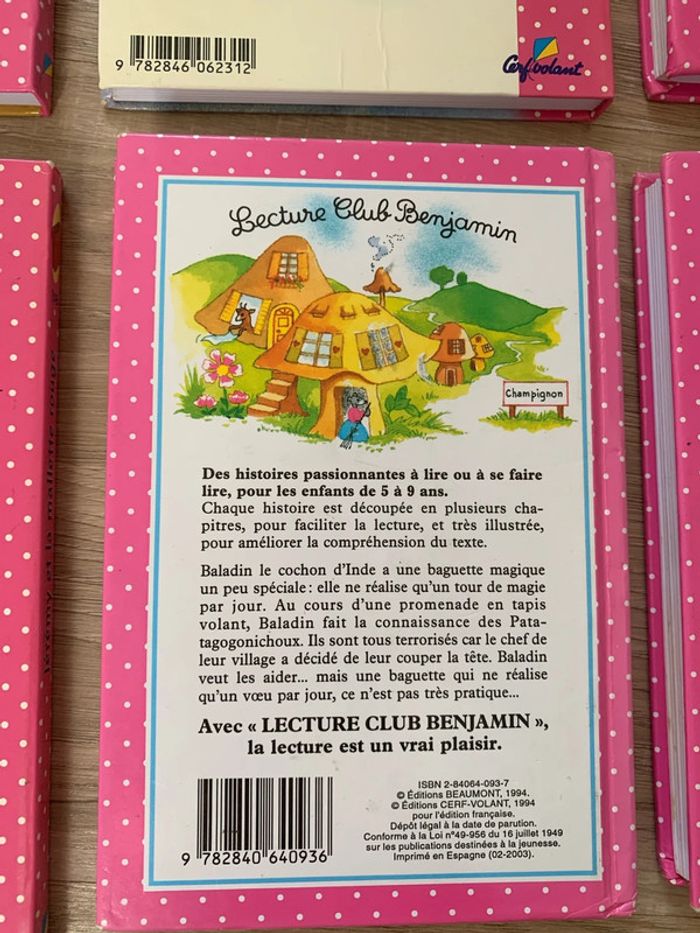 9 782846 062312
Cerf volant
Lecture Club Benjamin
Champignon
Des histoires passionnantes à lire ou à se faire
lire, pour les enfants de 5 à 9 ans.
Chaque histoire est découpée en plusieurs cha-
pitres, pour faciliter la lecture, et très illustrée,
pour améliorer la compréhension du texte.
Baladin le cochon d'Inde a une baguette magique
un peu spéciale : elle ne réalise qu'un tour de magie
par jour. Au cours d'une promenade en tapis
volant, Baladin fait la connaissance des Pata-
tagogonichoux. Ils sont tous terrorisés car le chef de
leur village a décidé de leur couper la tête. Baladin
veut les aider... mais une baguette qui ne réalise
qu'un vœu par jour, ce n'est pas très pratique...
Avec « LECTURE CLUB BENJAMIN »,
la lecture est un vrai plaisir.
ISBN 2-84064-093-7
© Éditions BEAUMONT, 1994.
© Éditions CERF-VOLANT, 1994
pour l'édition française.
Dépôt légal à la date de parution.
Conforme à la Loi n°49-956 du 16 juillet 1949
sur les publications destinées à la jeunesse.
Imprimé en Espagne (02-2003).
9 782840 640936
Jérémy et la mallette rouge